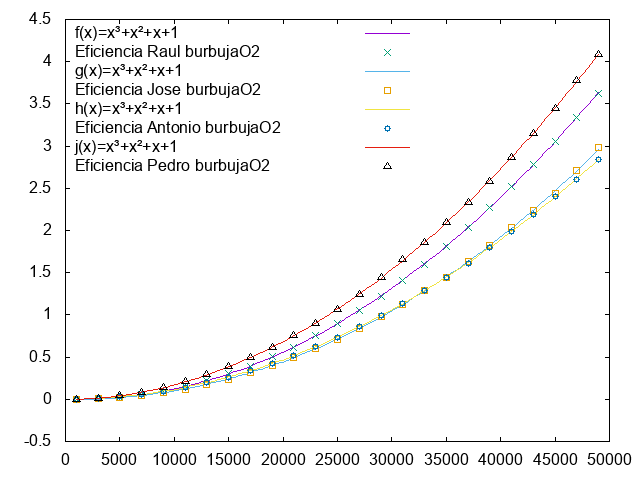 4.5
4
3.5
3
2.5
2
1.5
1
0.5
0
-0.5
f(x)=x³+x²+x+1
Eficiencia Raul burbujaO2
g(x)=x³+x²+x+1
Eficiencia Jose burbujaO2
h(x)=x³+x²+x+1
Eficiencia Antonio burbujaO2
j(x)=x³+x²+x+1
Eficiencia Pedro burbujaO2
0 5000 10000 15000 20000 25000 30000 35000 40000 45000 50000